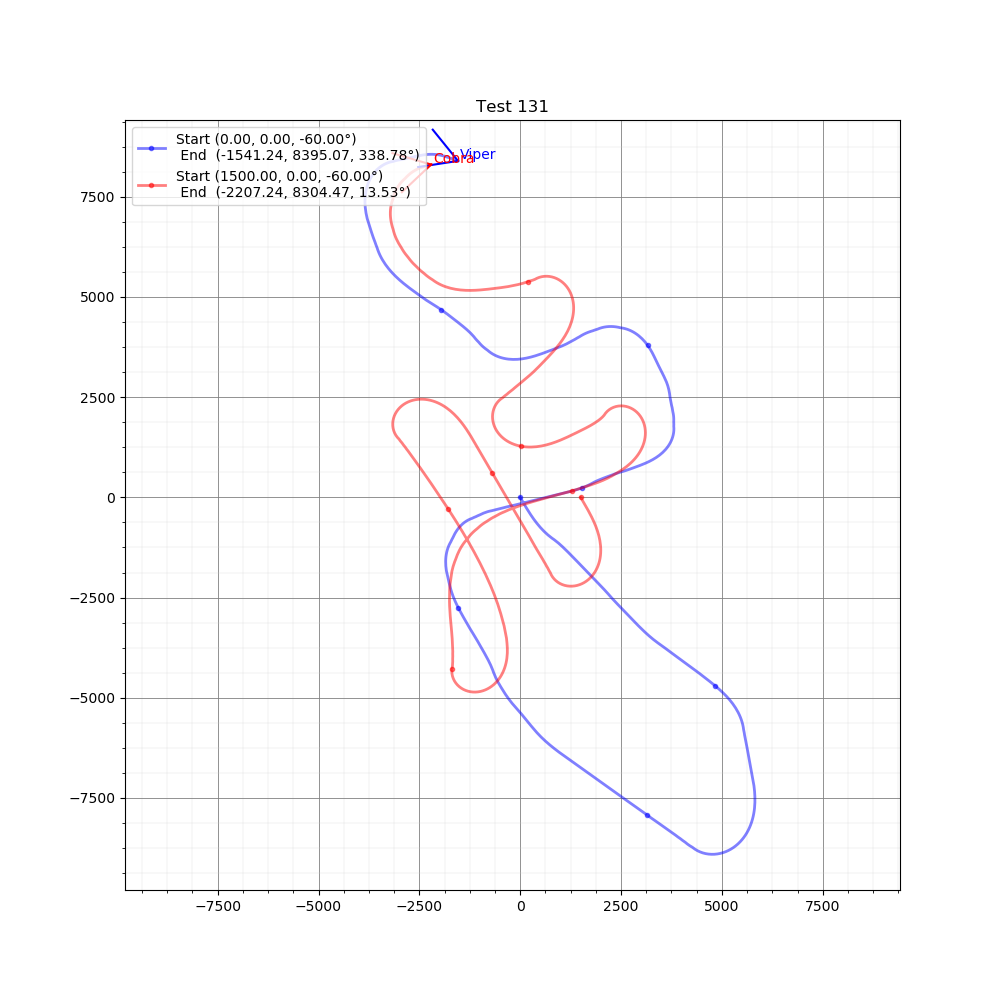 Test 131
Start (0.00, 0.00, -60.00°)
End (-1541.24, 8395.07, 338.78°)
Start (1500.00, 0.00, -60.00°)
End (-2207.24, 8304.47, 13.53°)
Viper
Cobra
7500
5000
2500
0
−2500
−5000
−7500
−7500
−5000
−2500
0
2500
5000
7500